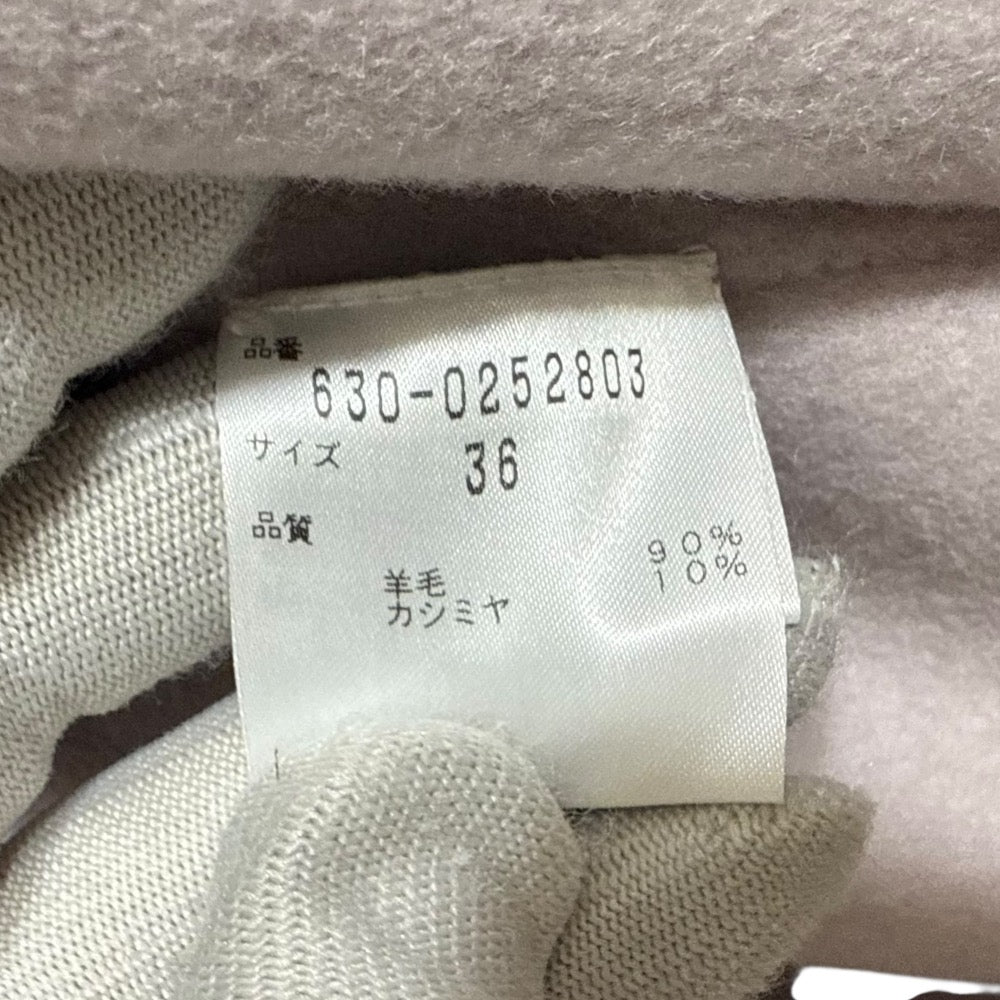 品番
630-0252803
サイズ 36
品質
羊毛 90%
カシミヤ 10%